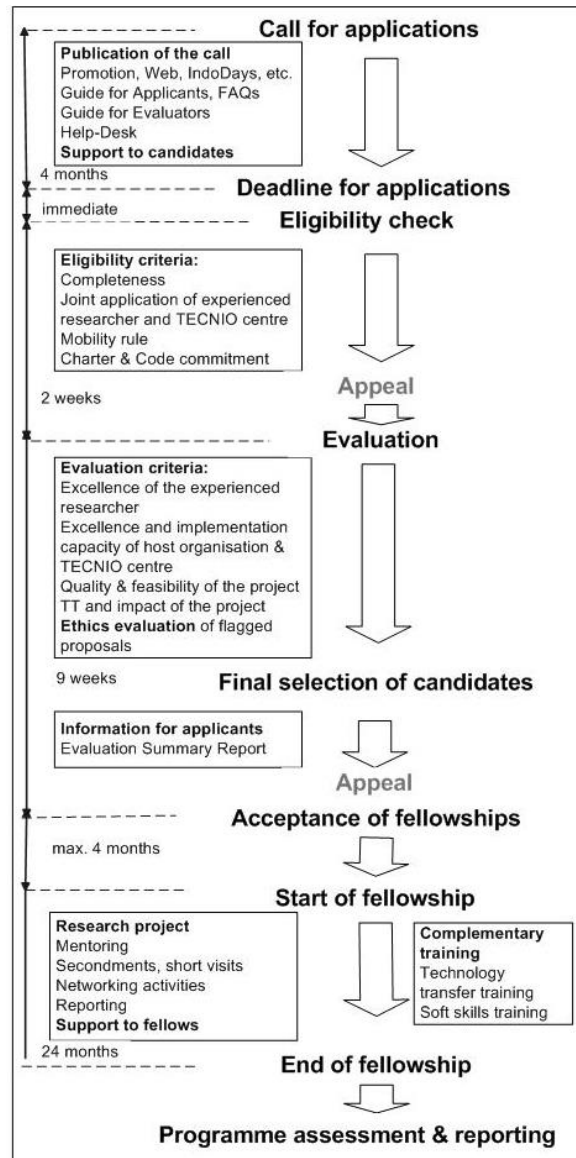 Call for applications
Publication of the call
Promotion, Web, IndoDays, etc.
Guide for Applicants, FAQs
Guide for Evaluators
Help-Desk
Support to candidates
4 months
Deadline for applications
immediate
Eligibility check
Eligibility criteria:
Completeness
Joint application of experienced
researcher and TECNIO centre
Mobility rule
Charter & Code commitment
Appeal
2 weeks
Evaluation
Evaluation criteria:
Excellence of the experienced
researcher
Excellence and implementation
capacity of host organisation &
TECNIO centre
Quality & feasibility of the project
TT and impact of the project
Ethics evaluation of flagged
proposals
9 weeks
Final selection of candidates
Information for applicants
Evaluation Summary Report
Appeal
Acceptance of fellowships
max. 4 months
Start of fellowship
Research project
Mentoring
Secondments, short visits
Networking activities
Reporting
Support to fellows
Complementary
training
Technology
transfer training
Soft skills training
24 months
End of fellowship
Programme assessment & reporting